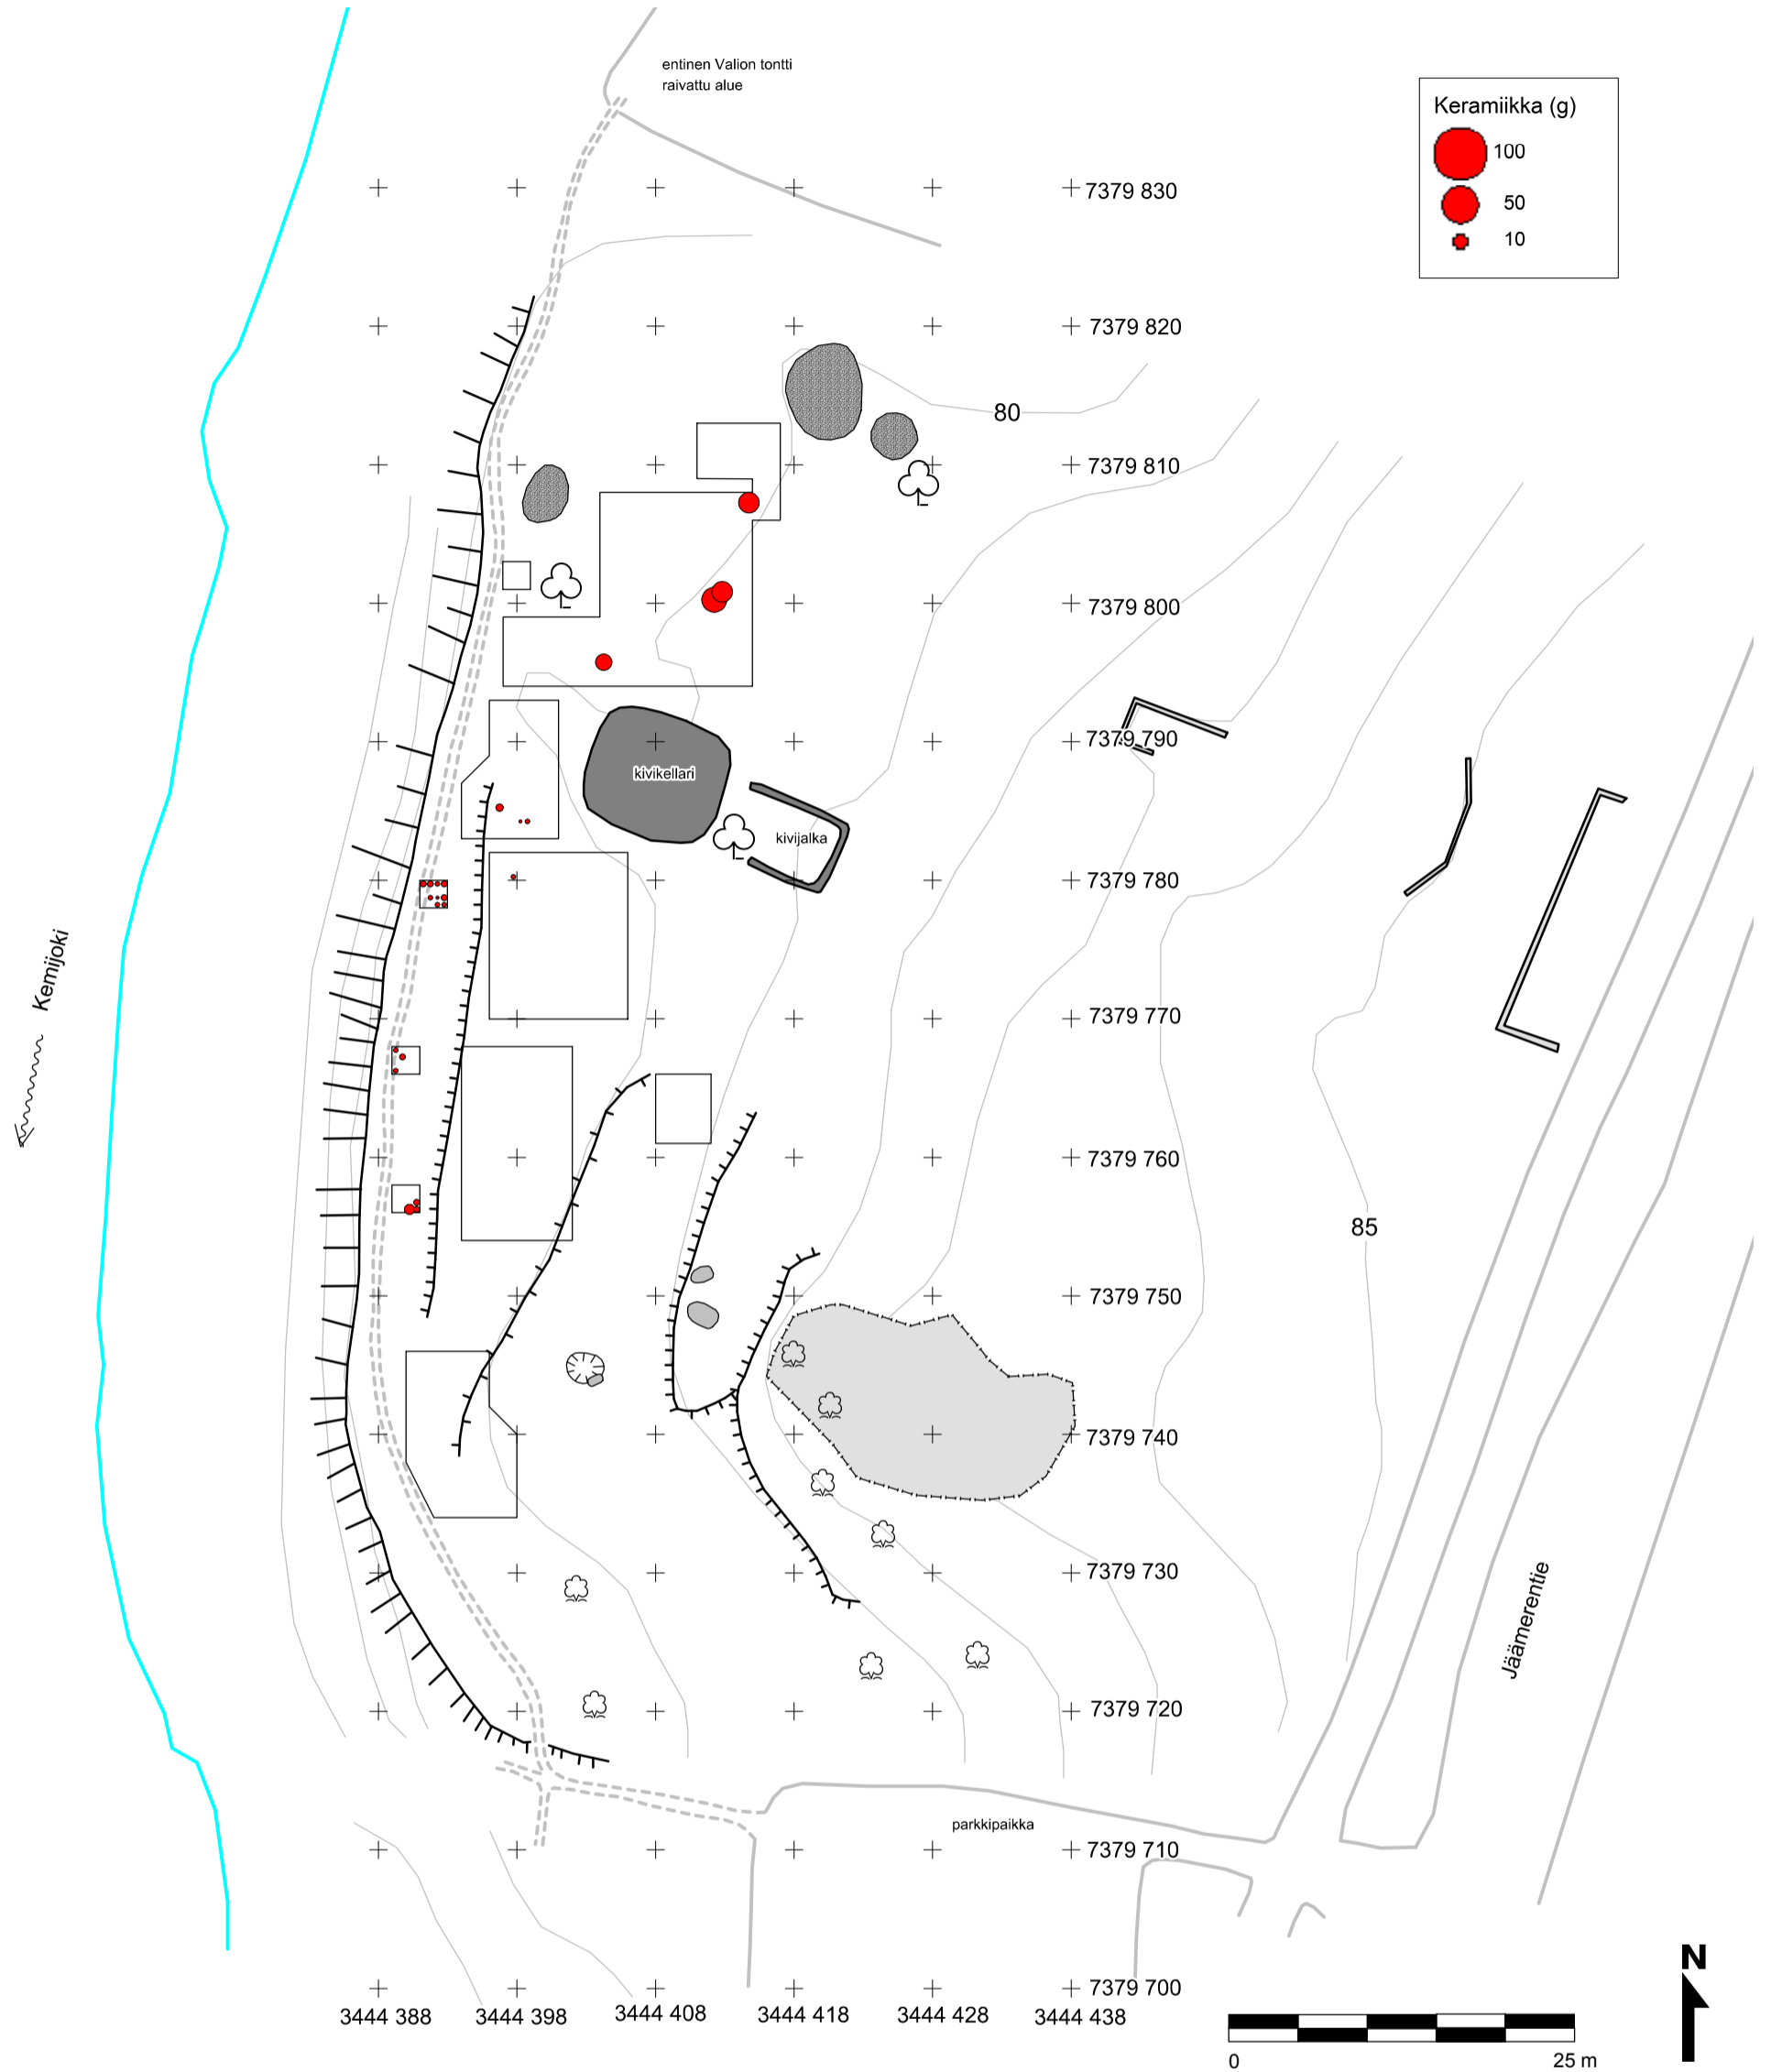 entinen Valion tontti
raivattu alue
Keramiikka (g)
100
50
10
7379 830
7379 820
80
7379 810
7379 800
7379 790
kivikellari
kivijalka
7379 780
Kemijoki
7379 770
7379 760
85
7379 750
7379 740
7379 730
Jäämerentie
7379 720
parkkipaikka
7379 710
N
7379 700
3444 388
3444 398
3444 408
3444 418
3444 428
3444 438
0
25 m